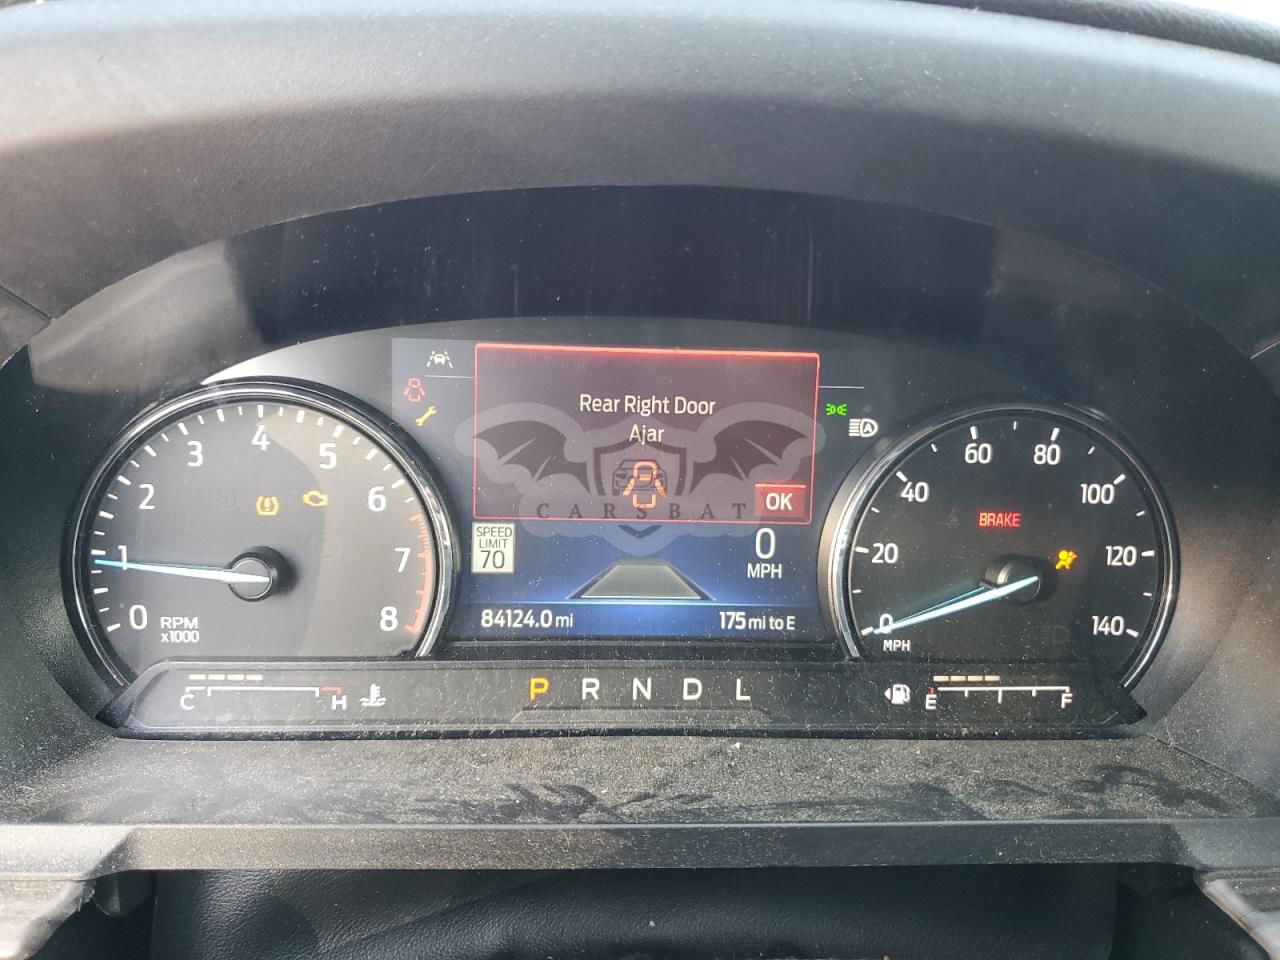 Rear Right Door
Ajar
OK
CARSBAT
SPEED
LIMIT
70
0
MPH
84124.0 mi
175 mi to E
0
1
2
3
4
5
6
7
8
RPM
x1000
0
20
40
60
80
100
120
140
MPH
BRAKE
A
C
H
P R N D L
E
F